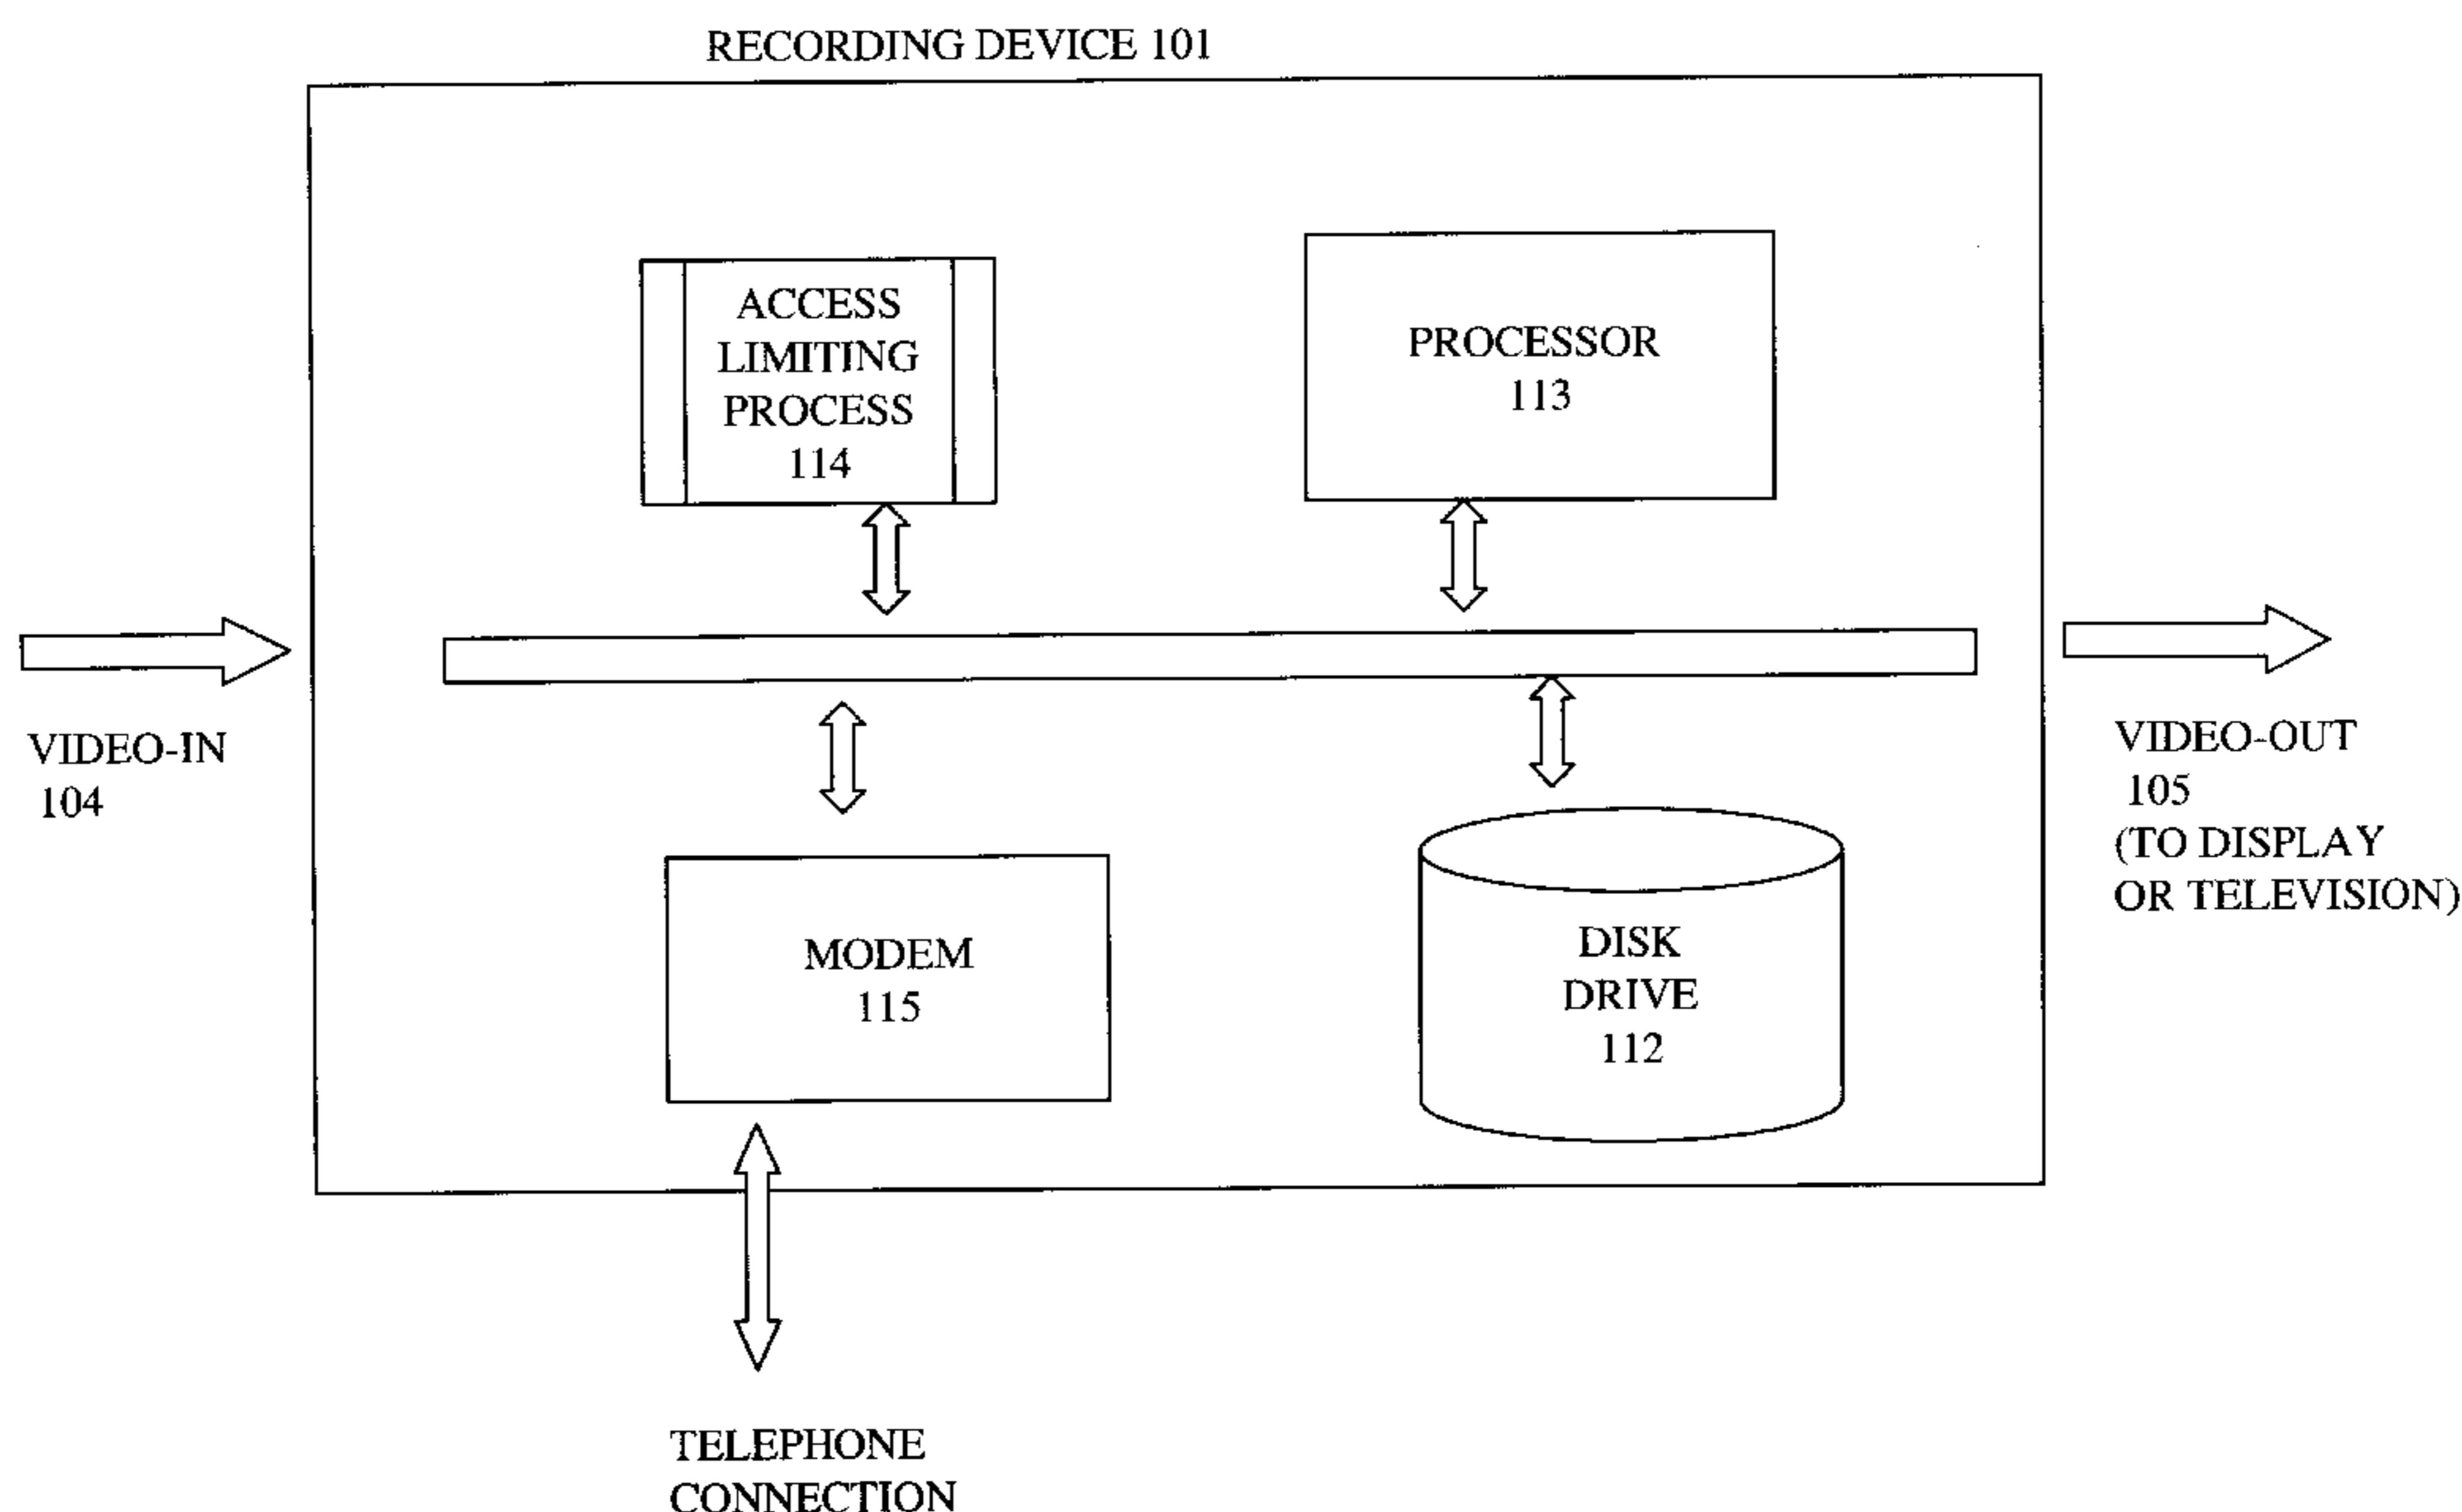 RECORDING DEVICE 101
ACCESS
LIMITING
PROCESS
114
PROCESSOR
113
VIDEO-IN
104
VIDEO-OUT
105
(TO DISPLAY
OR TELEVISION)
MODEM
115
DISK
DRIVE
112
TELEPHONE
CONNECTION